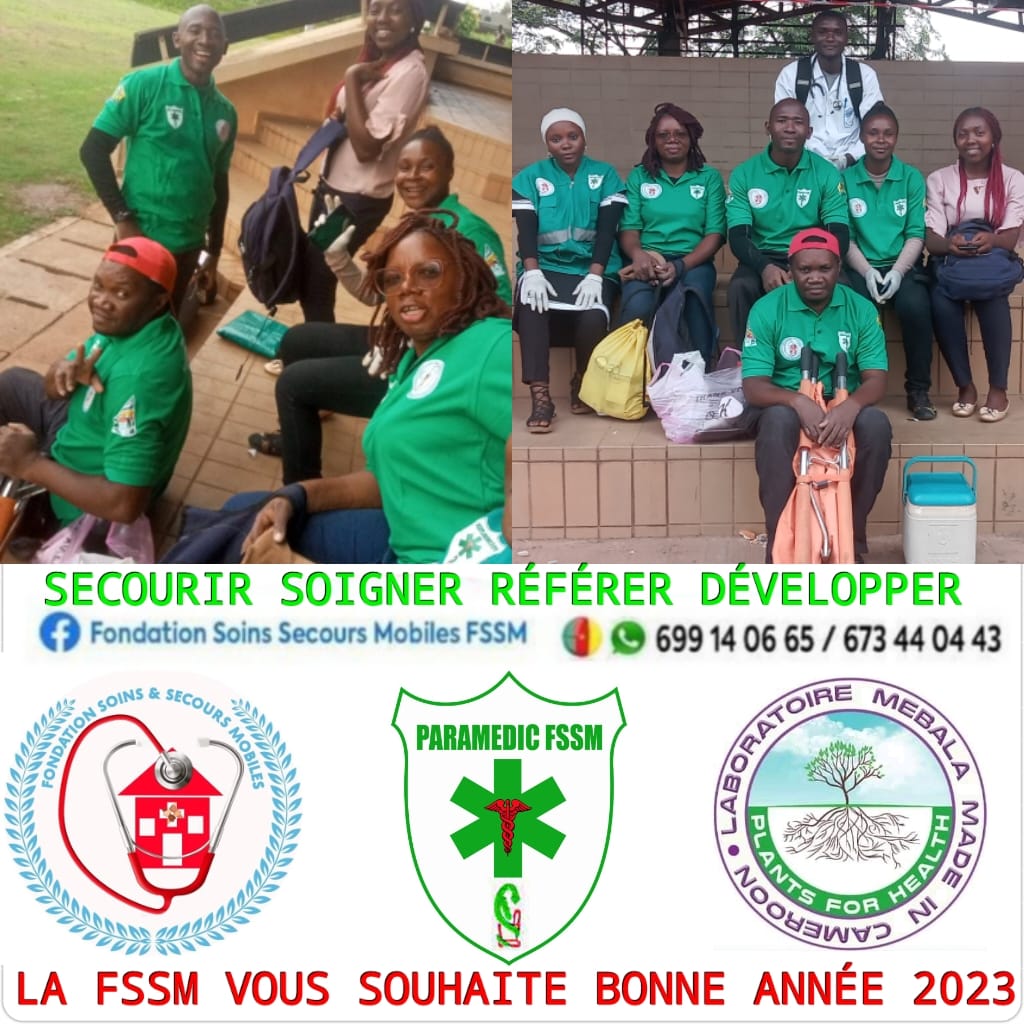 SECOURIR SOIGNER RÉFÉRER DÉVELOPPER
Fondation Soins Secours Mobiles FSSM
699 14 06 65 / 673 44 04 43
FONDATION SOINS & SECOURS MOBILES
PARAMEDIC FSSM
LABORATOIRE MEBALA MADE IN CAMEROON
PLANTS FOR HEALTH
LA FSSM VOUS SOUHAITE BONNE ANNÉE 2023